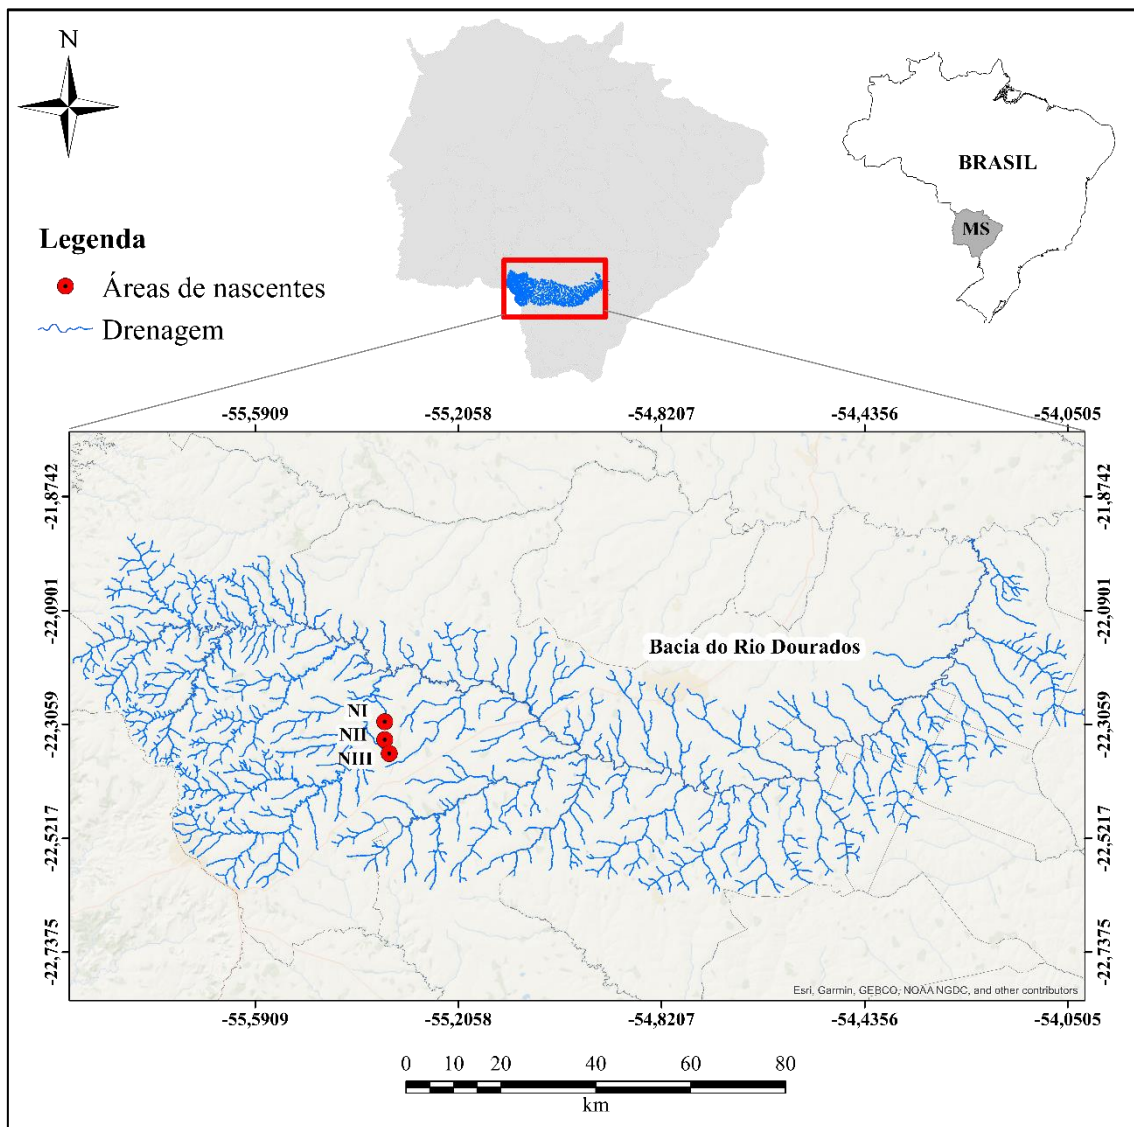 N
BRASIL
MS
Legenda
Áreas de nascentes
Drenagem
-55,5909 -55,2058 -54,8207 -54,4356 -54,0505
-21,8742 -21,8742
-22,0901 -22,0901
Bacia do Rio Dourados
-22,3059 -22,3059
NI
NII
NIII
-22,5217 -22,5217
-22,7375 -22,7375
Esri, Garmin, GEBCO, NOAA NGDC, and other contributors
-55,5909 -55,2058 -54,8207 -54,4356 -54,0505
0 10 20 40 60 80
km